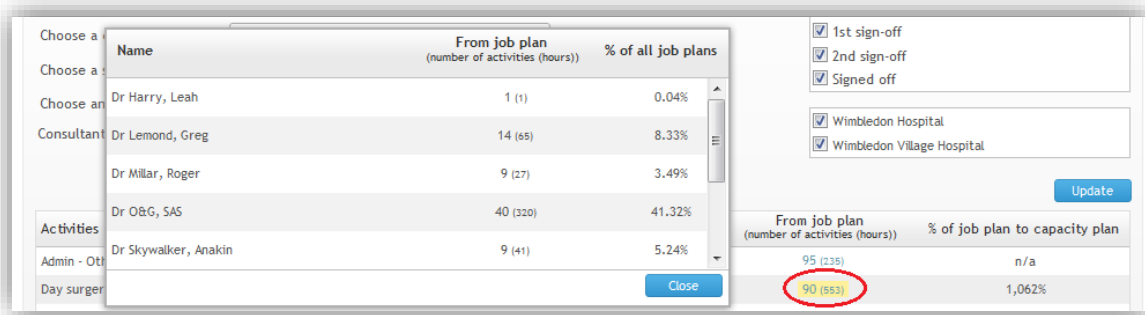 Choose a
Choose a
Choose an
Consultant
Name From job plan % of all job plans
(number of activities (hours))
Dr Harry, Leah 1 (1) 0.04%
Dr Lemond, Greg 14 (65) 8.33%
Dr Millar, Roger 9 (27) 3.49%
Dr O&G, SAS 40 (320) 41.32%
Dr Skywalker, Anakin 9 (41) 5.24%
Close
1st sign-off
2nd sign-off
Signed off
Wimbledon Hospital
Wimbledon Village Hospital
Update
Activities From job plan % of job plan to capacity plan
(number of activities (hours))
Admin - Oth 95 (235) n/a
Day surger 90 (553) 1,062%